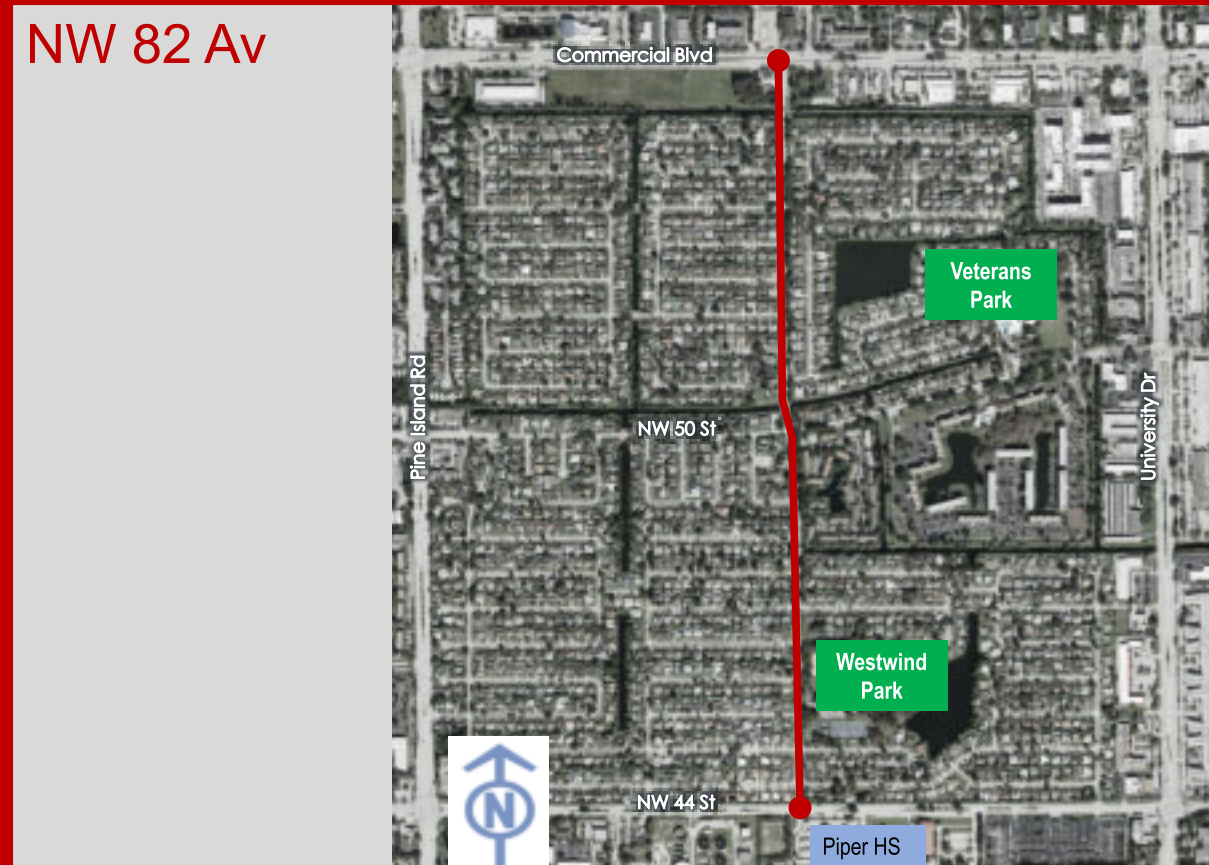 NW 82 Av
Commercial Blvd
Veterans
Park
Pine Island Rd
University Dr
NW 50 St
Westwind
Park
NW 44 St
N
Piper HS